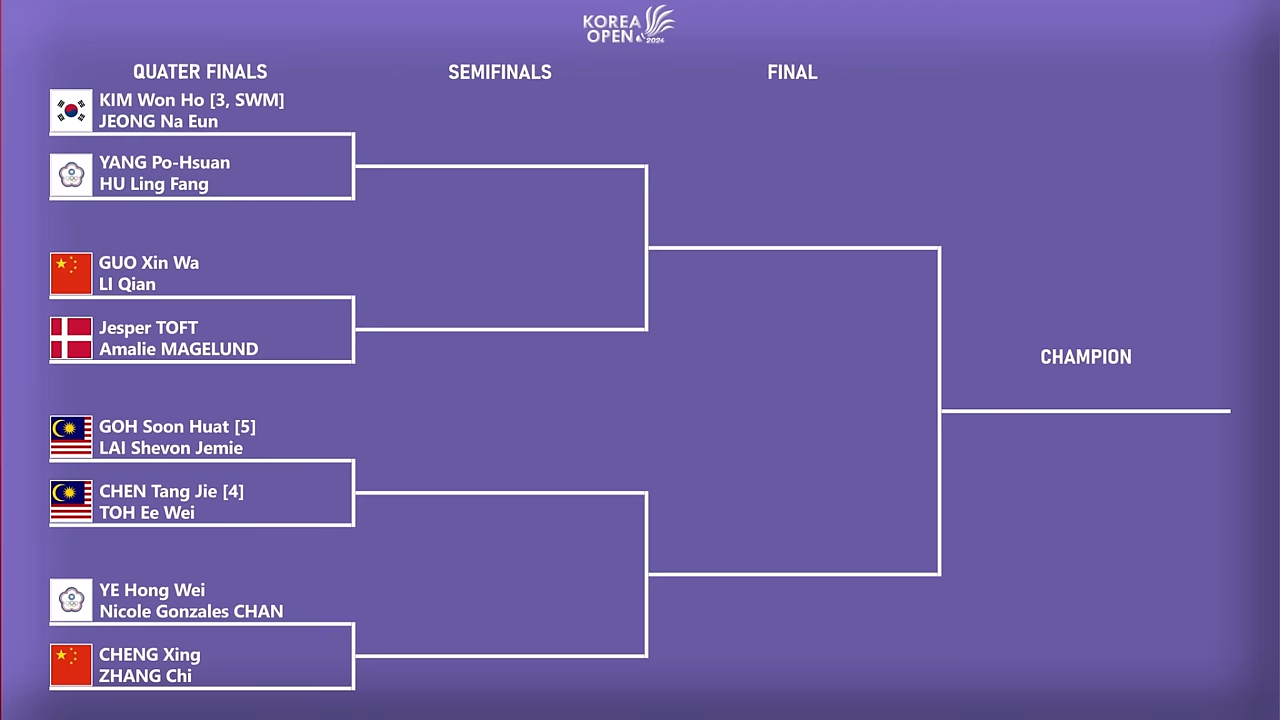 KOREA
OPEN 2024
QUATER FINALS
SEMIFINALS
FINAL
KIM Won Ho [3, SWM]
JEONG Na Eun
YANG Po-Hsuan
HU Ling Fang
GUO Xin Wa
LI Qian
Jesper TOFT
Amalie MAGELUND
CHAMPION
GOH Soon Huat [5]
LAI Shevon Jemie
CHEN Tang Jie [4]
TOH Ee Wei
YE Hong Wei
Nicole Gonzales CHAN
CHENG Xing
ZHANG Chi